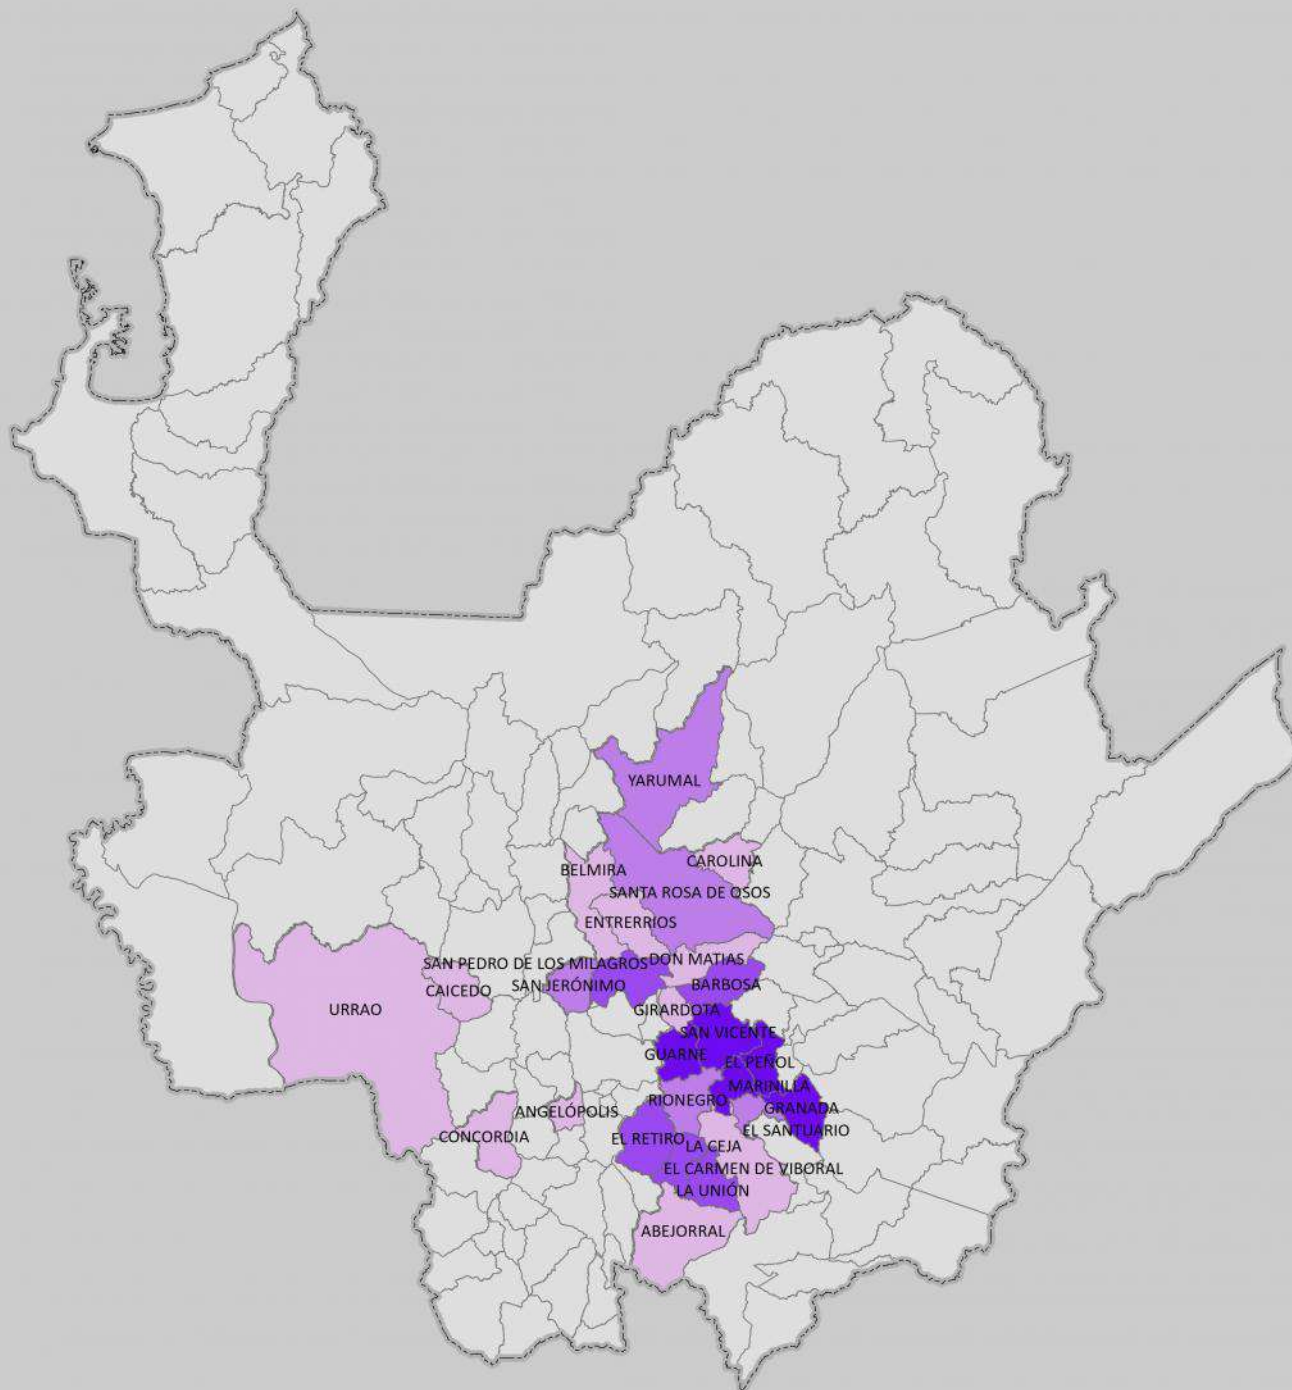 YARUMAL
CAROLINA
BELMIRA
SANTA ROSA DE OSOS
ENTRERRIOS
DON MATIAS
SAN PEDRO DE LOS MILAGROS
SAN JERÓNIMO
BARBOSA
CAICEDO
URRAO
GIRARDOTA
SAN VICENTE
GUARNE
EL PEÑOL
MARINILLA
RIONEGRO
GRANADA
ANGELÓPOLIS
EL SANTUARIO
CONCORDIA
EL RETIRO
LA CEJA
EL CARMEN DE VIBORAL
LA UNIÓN
ABEJORRAL